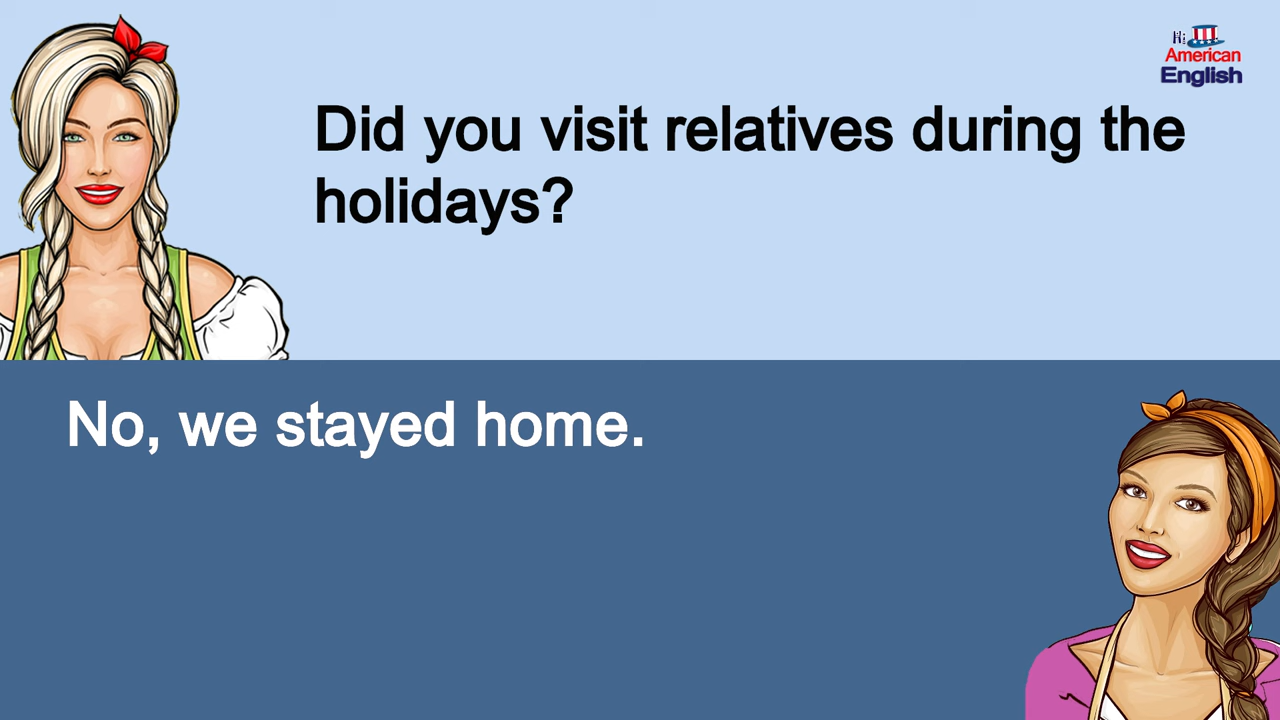 Hi
American
English
Did you visit relatives during the
holidays?
No, we stayed home.